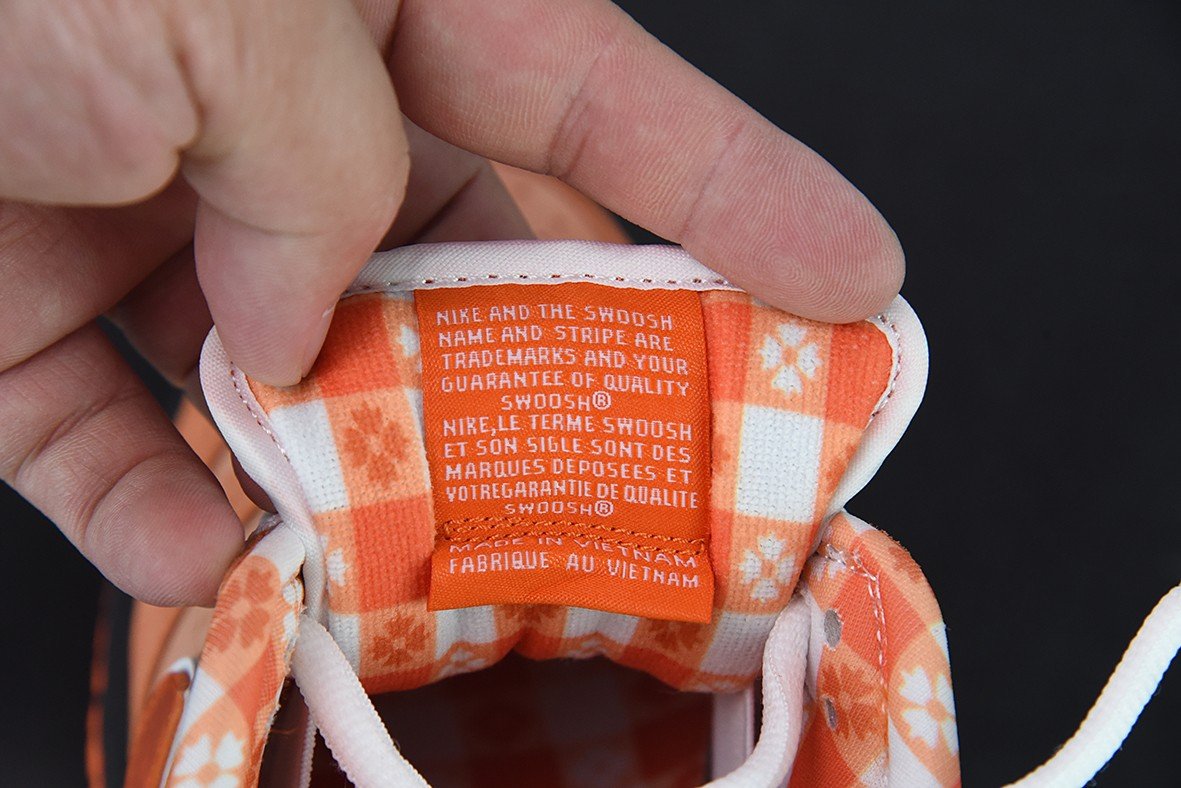 NIKE AND THE SWOOSH
NAME AND STRIPE ARE
TRADEMARKS AND YOUR
GUARANTEE OF QUALITY
SWOOSH®
NIKE,LE TERME SWOOSH
ET SON SIGLE SONT DES
MARQUES DEPOSEES ET
VOTREGARANTIE DE QUALITE
SWOOSH®
MADE IN VIETNAM
FABRIQUE AU VIETNAM